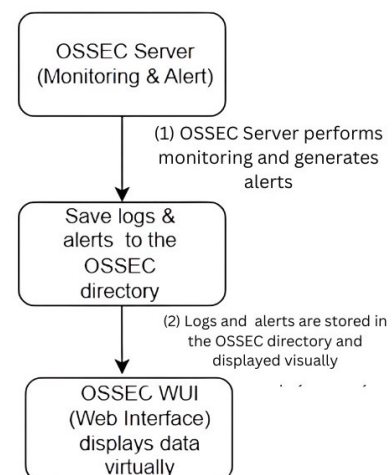 OSSEC Server
(Monitoring & Alert)
(1) OSSEC Server performs
monitoring and generates
alerts
Save logs &
alerts to the
OSSEC
directory
(2) Logs and alerts are stored in
the OSSEC directory and
displayed visually
OSSEC WUI
(Web Interface)
displays data
virtually